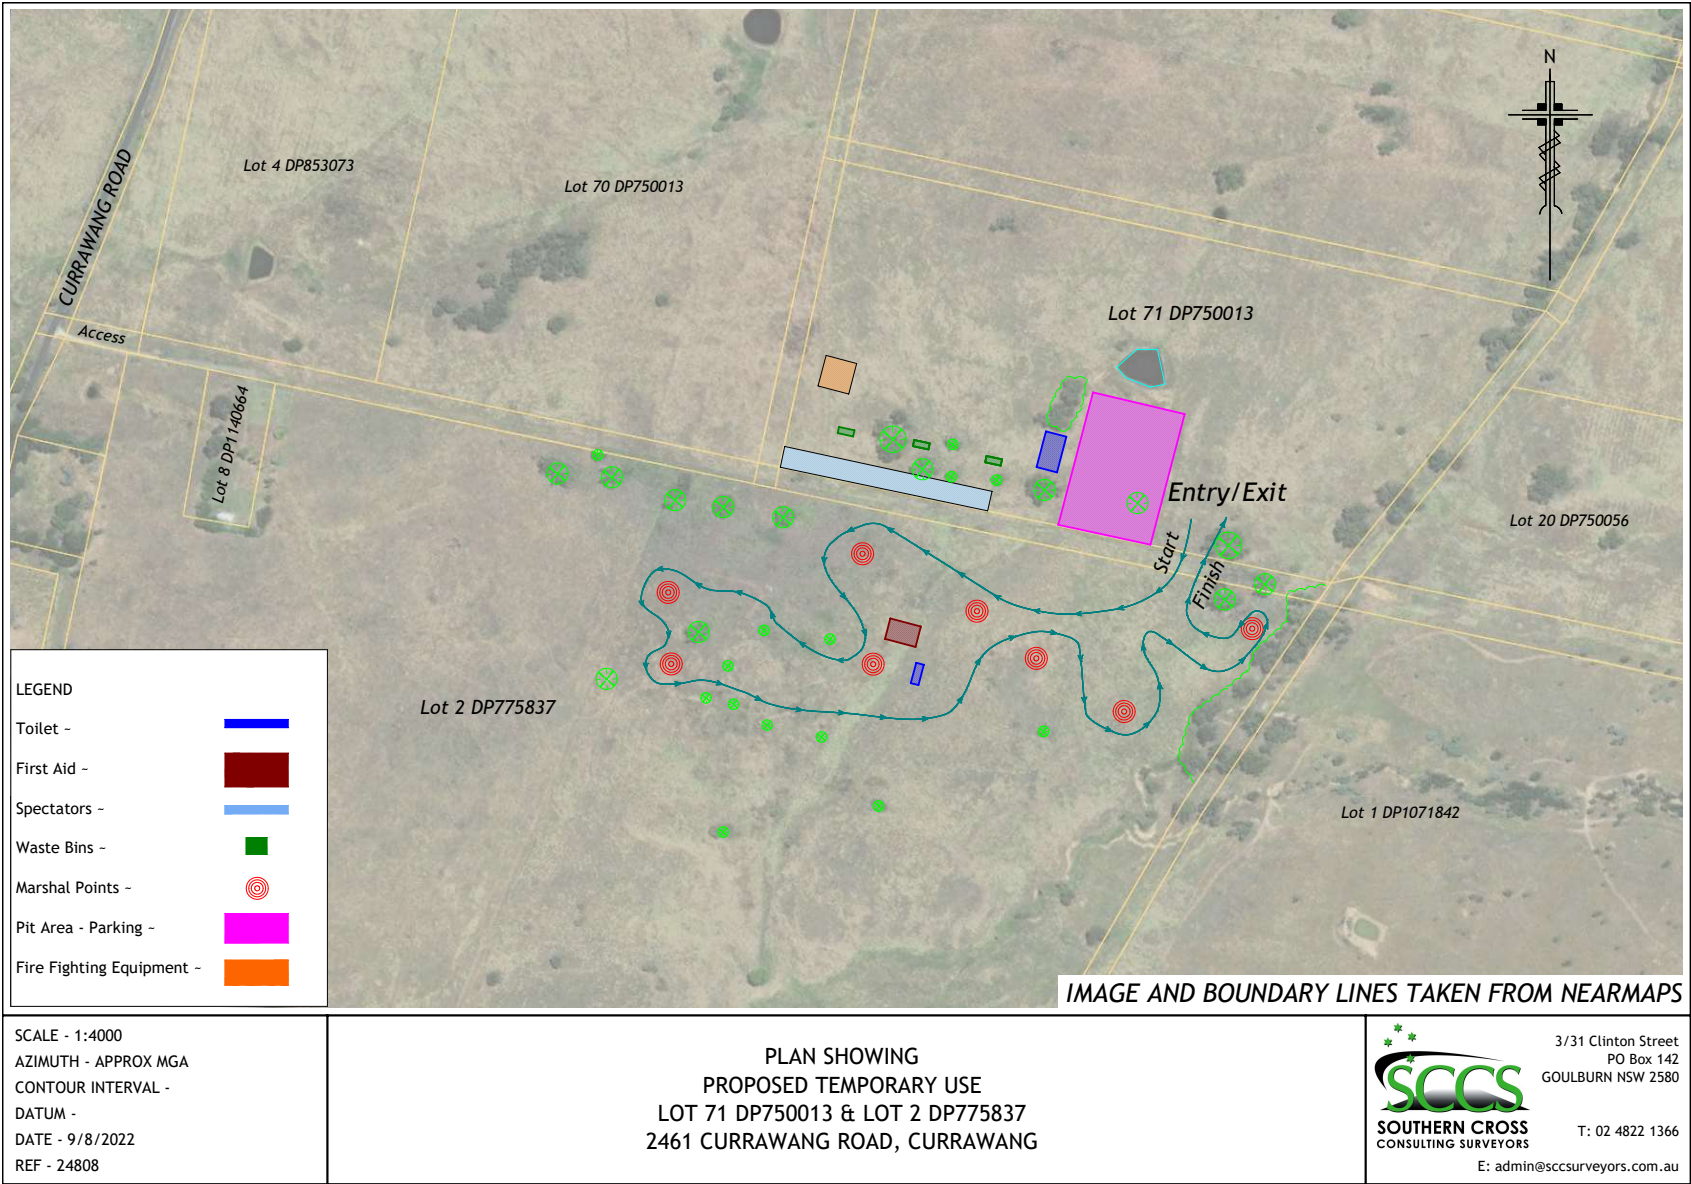 N
CURRAWANG ROAD
Lot 4 DP853073
Lot 70 DP750013
Access
Lot 8 DP1140664
Lot 71 DP750013
Entry/Exit
Start
Finish
Lot 20 DP750056
Lot 2 DP775837
Lot 1 DP1071842
LEGEND
Toilet ~
First Aid ~
Spectators ~
Waste Bins ~
Marshal Points ~
Pit Area - Parking ~
Fire Fighting Equipment ~
IMAGE AND BOUNDARY LINES TAKEN FROM NEARMAPS
SCALE - 1:4000
AZIMUTH - APPROX MGA
CONTOUR INTERVAL -
DATUM -
DATE - 9/8/2022
REF - 24808
PLAN SHOWING
PROPOSED TEMPORARY USE
LOT 71 DP750013 & LOT 2 DP775837
2461 CURRAWANG ROAD, CURRAWANG
SCCS
SOUTHERN CROSS
CONSULTING SURVEYORS
3/31 Clinton Street
PO Box 142
GOULBURN NSW 2580
T: 02 4822 1366
E: admin@sccsurveyors.com.au